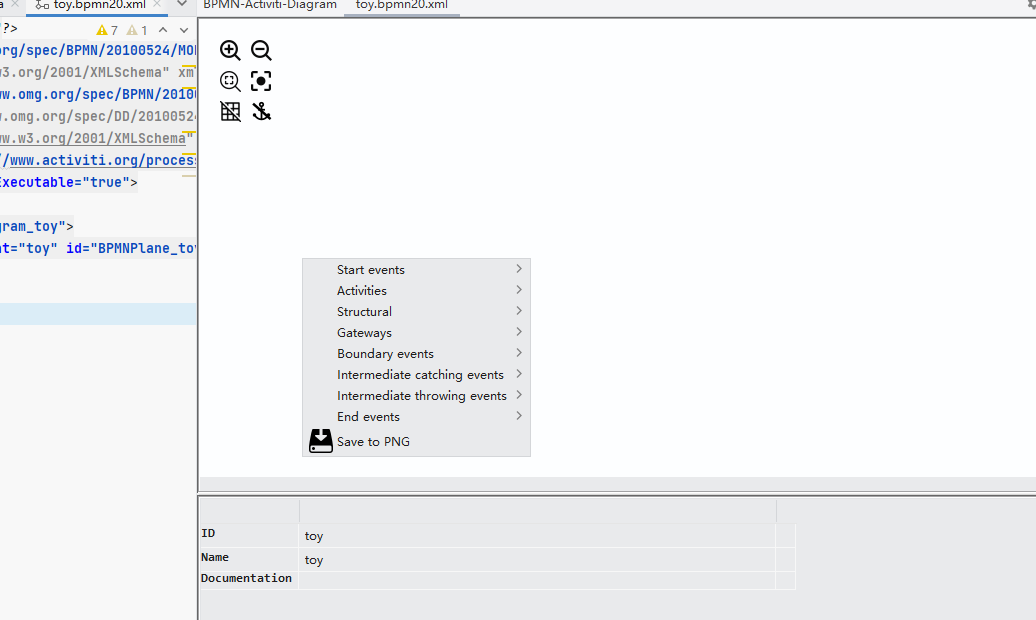 toy.bpmn20.xml
BPMN-Activiti-Diagram
toy.bpmn20.xml
?>
7
1
org/spec/BPMN/20100524/MO
w3.org/2001/XMLSchema" xm
ww.omg.org/spec/BPMN/2010
w.omg.org/spec/DD/2010052
ww.w3.org/2001/XMLSchema"
/www.activiti.org/proces
Executable="true">
gram_toy">
nt="toy" id="BPMNPlane_to
Start events
Activities
Structural
Gateways
Boundary events
Intermediate catching events
Intermediate throwing events
End events
Save to PNG
ID
toy
Name
toy
Documentation